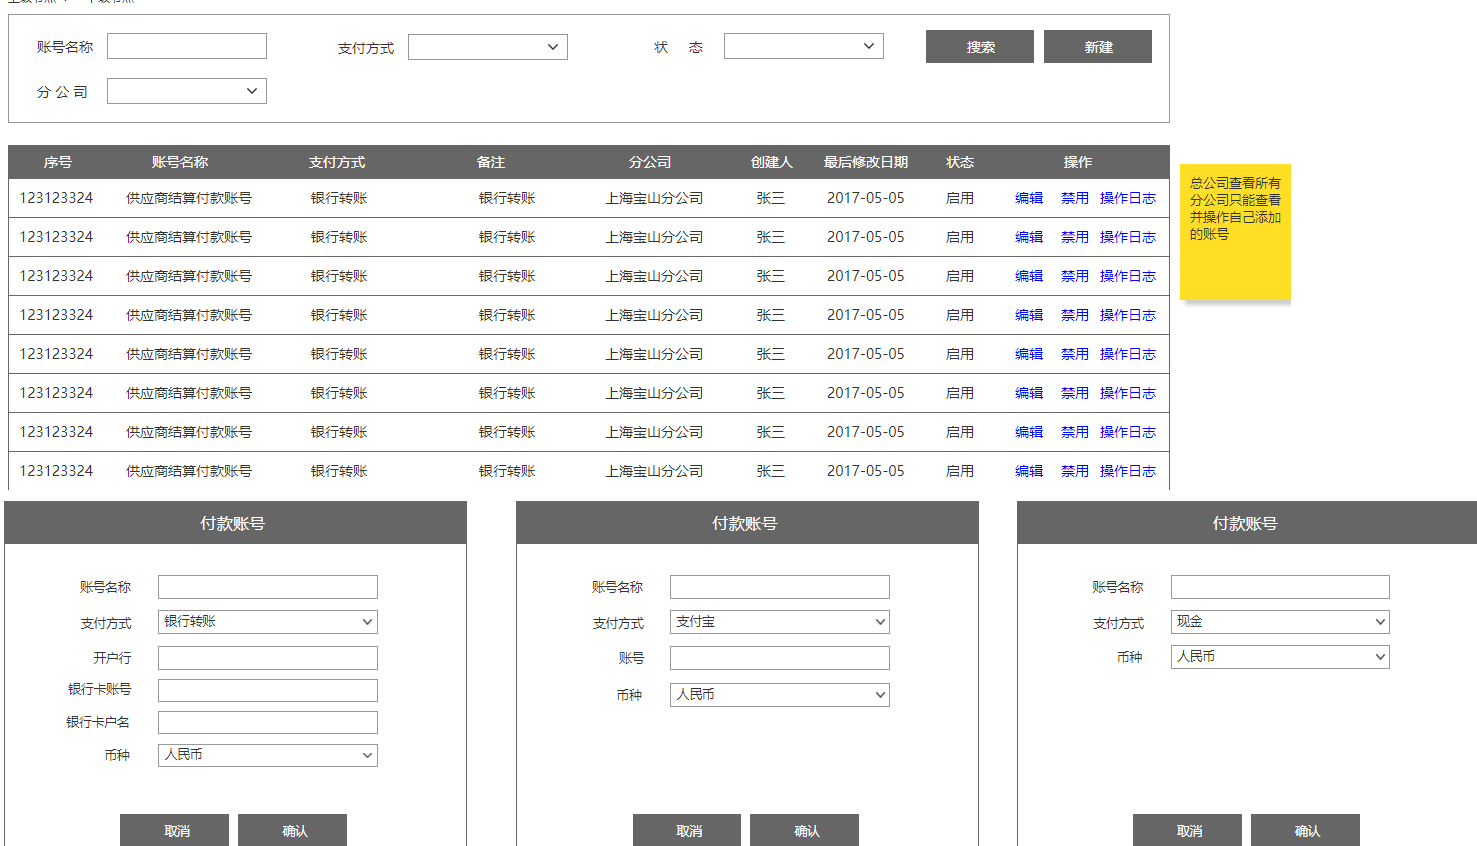 账号名称 支付方式 状 态 搜索 新建
分 公 司
序号 账号名称 支付方式 备注 分公司 创建人 最后修改日期 状态 操作
123123324 供应商结算付款账号 银行转账 银行转账 上海宝山分公司 张三 2017-05-05 启用 编辑 禁用 操作日志
123123324 供应商结算付款账号 银行转账 银行转账 上海宝山分公司 张三 2017-05-05 启用 编辑 禁用 操作日志
123123324 供应商结算付款账号 银行转账 银行转账 上海宝山分公司 张三 2017-05-05 启用 编辑 禁用 操作日志
123123324 供应商结算付款账号 银行转账 银行转账 上海宝山分公司 张三 2017-05-05 启用 编辑 禁用 操作日志
123123324 供应商结算付款账号 银行转账 银行转账 上海宝山分公司 张三 2017-05-05 启用 编辑 禁用 操作日志
123123324 供应商结算付款账号 银行转账 银行转账 上海宝山分公司 张三 2017-05-05 启用 编辑 禁用 操作日志
123123324 供应商结算付款账号 银行转账 银行转账 上海宝山分公司 张三 2017-05-05 启用 编辑 禁用 操作日志
123123324 供应商结算付款账号 银行转账 银行转账 上海宝山分公司 张三 2017-05-05 启用 编辑 禁用 操作日志
总公司查看所有
分公司只能查看
并操作自己添加
的账号
付款账号
账号名称
支付方式 银行转账
开户行
银行卡账号
银行卡户名
币种 人民币
取消 确认
付款账号
账号名称
支付方式 支付宝
账号
币种 人民币
取消 确认
付款账号
账号名称
支付方式 现金
币种 人民币
取消 确认